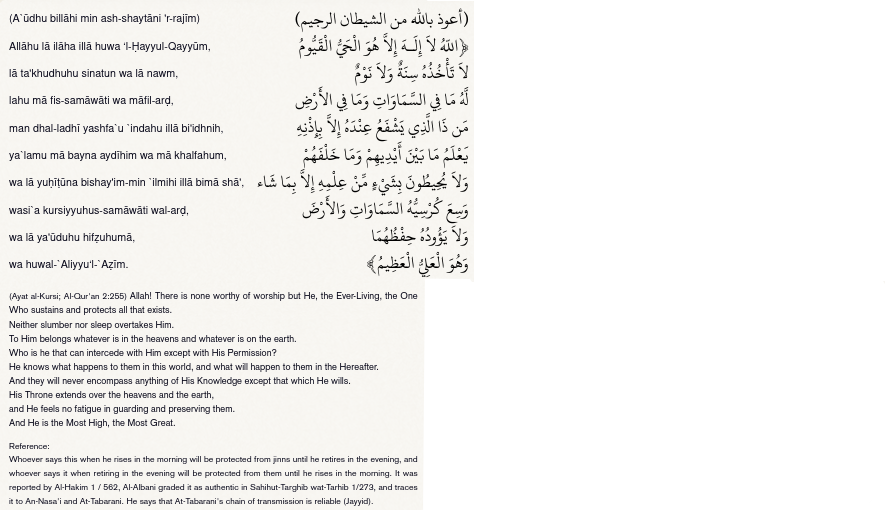 (A`ūdhu billāhi min ash-shaytāni 'r-rajīm) (أعوذ بالله من الشيطان الرجيم)
Allāhu lā ilāha illā huwa ‘l-Ḥayyul-Qayyūm, ﴿اللّهُ لاَ إِلَـهَ إِلاَّ هُوَ الْحَيُّ الْقَيُّومُ
lā ta'khudhuhu sinatun wa lā nawm, لاَ تَأْخُذُهُ سِنَةٌ وَلاَ نَوْمٌ
lahu mā fis-samāwāti wa māfil-arḍ, لَّهُ مَا فِي السَّمَاوَاتِ وَمَا فِي الأَرْضِ
man dhal-ladhī yashfa`u `indahu illā bi'idhnih, مَن ذَا الَّذِي يَشْفَعُ عِنْدَهُ إِلاَّ بِإِذْنِهِ
ya`lamu mā bayna aydīhim wa mā khalfahum, يَعْلَمُ مَا بَيْنَ أَيْدِيهِمْ وَمَا خَلْفَهُمْ
wa lā yuḥīṭūna bishay'im-min `ilmihi illā bimā shā', وَلاَ يُحِيطُونَ بِشَيْءٍ مِّنْ عِلْمِهِ إِلاَّ بِمَا شَاء
wasi`a kursiyyuhus-samāwāti wal-arḍ, وَسِعَ كُرْسِيُّهُ السَّمَاوَاتِ وَالأَرْضَ
wa lā ya'ūduhu hifẓuhumā, وَلاَ يَؤُودُهُ حِفْظُهُمَا
wa huwal-`Aliyyu‘l-`Aẓīm. وَهُوَ الْعَلِيُّ الْعَظِيمُ﴾
(Ayat al-Kursi; Al-Qur'an 2:255) Allah! There is none worthy of worship but He, the Ever-Living, the One
Who sustains and protects all that exists.
Neither slumber nor sleep overtakes Him.
To Him belongs whatever is in the heavens and whatever is on the earth.
Who is he that can intercede with Him except with His Permission?
He knows what happens to them in this world, and what will happen to them in the Hereafter.
And they will never encompass anything of His Knowledge except that which He wills.
His Throne extends over the heavens and the earth,
and He feels no fatigue in guarding and preserving them.
And He is the Most High, the Most Great.
Reference:
Whoever says this when he rises in the morning will be protected from jinns until he retires in the evening, and
whoever says it when retiring in the evening will be protected from them until he rises in the morning. It was
reported by Al-Hakim 1 / 562, Al-Albani graded it as authentic in Sahihut-Targhib wat-Tarhib 1/273, and traces
it to An-Nasa'i and At-Tabarani. He says that At-Tabarani's chain of transmission is reliable (Jayyid).